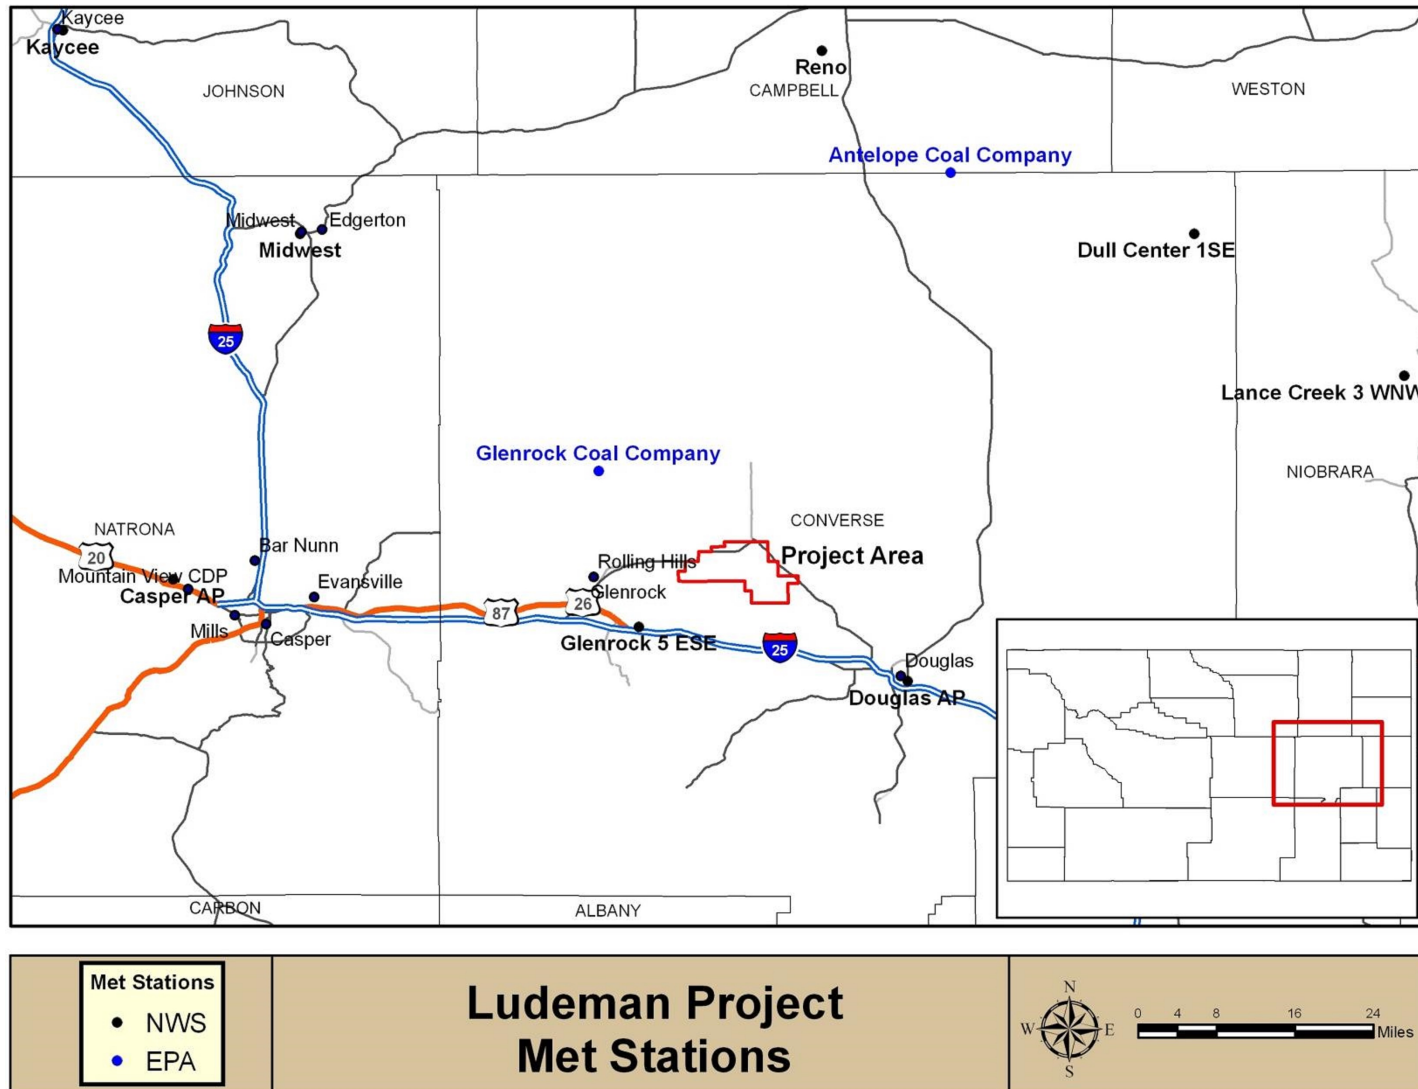 Kaycee
Kaycee
Reno
JOHNSON
CAMPBELL
WESTON
Antelope Coal Company
Midwest
Edgerton
Midwest
Dull Center 1SE
25
Lance Creek 3 WNW
Glenrock Coal Company
NIOBRARA
NATRONA
CONVERSE
20
Bar Nunn
Project Area
Rolling Hills
Mountain View CDP
Evansville
Casper AP
Glenrock
87
26
Mills
Casper
Glenrock 5 ESE
25
Douglas
Douglas AP
CARBON
ALBANY
Met Stations
NWS
EPA
Ludeman Project
Met Stations
N
W E
S
0 4 8 16 24
Miles